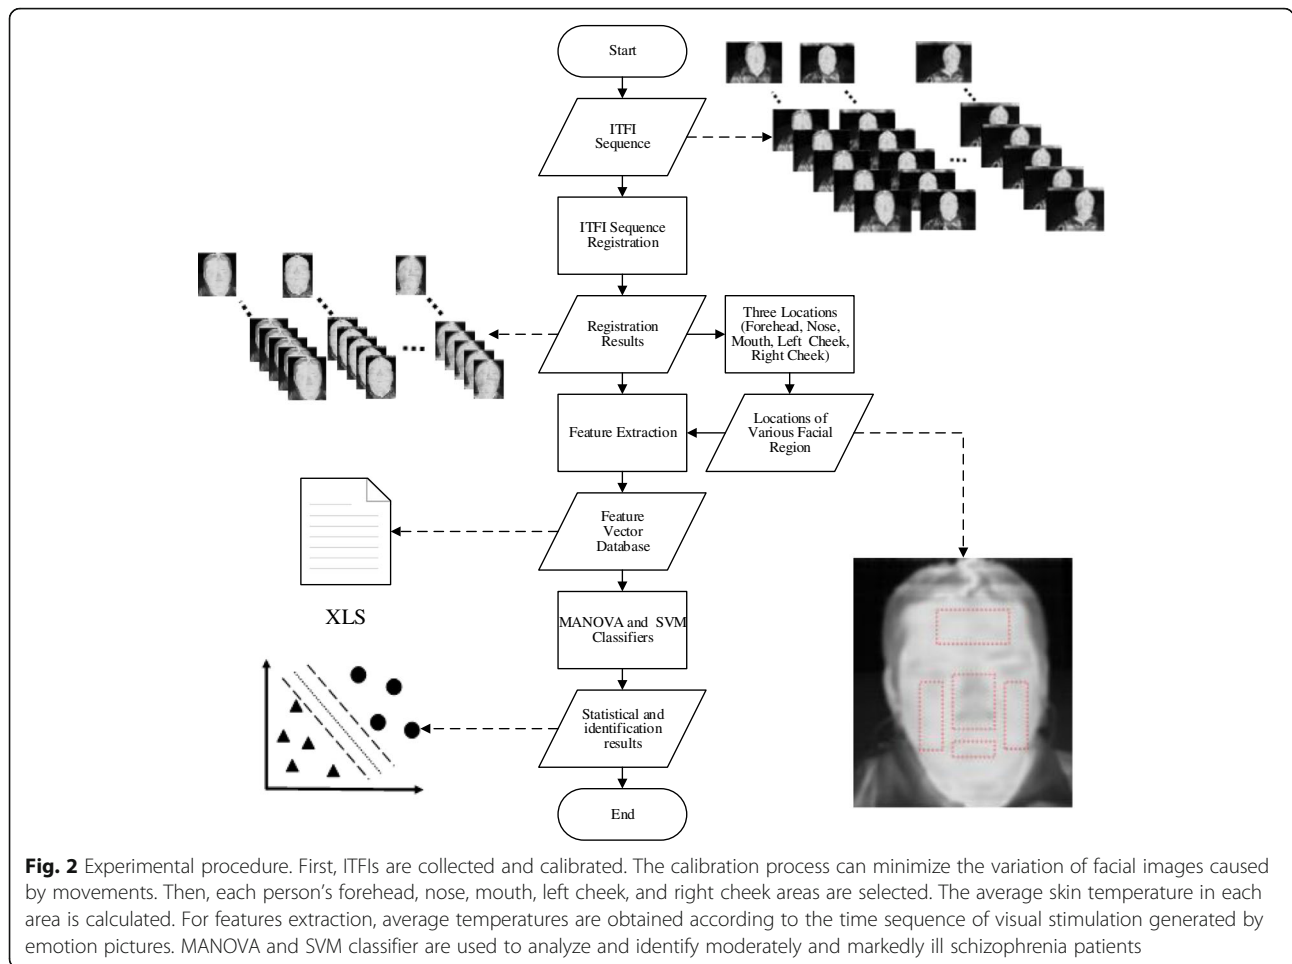 Start
ITFI
Sequence
ITFI Sequence
Registration
Registration
Results
Three Locations
(Forehead, Nose,
Mouth, Left Cheek,
Right Cheek)
Feature Extraction
Locations of
Various Facial
Region
Feature
Vector
Database
XLS
MANOVA and SVM
Classifiers
Statistical and
identification
results
End
Fig. 2 Experimental procedure. First, ITFIs are collected and calibrated. The calibration process can minimize the variation of facial images caused
by movements. Then, each person's forehead, nose, mouth, left cheek, and right cheek areas are selected. The average skin temperature in each
area is calculated. For features extraction, average temperatures are obtained according to the time sequence of visual stimulation generated by
emotion pictures. MANOVA and SVM classifier are used to analyze and identify moderately and markedly ill schizophrenia patients